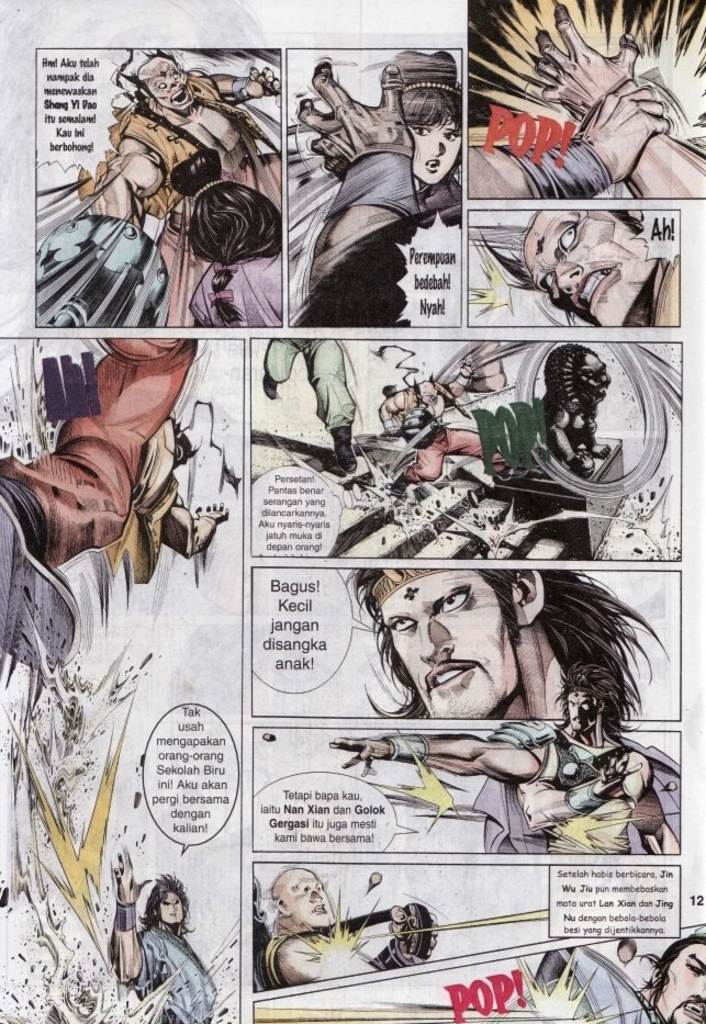 Hm! Aku telah
nampak dia
menewaskan
Sheng Yi Dao
itu semalam!
Kau ini
berbohong!
Perempuan
bedebah!
Nyah!
POP!
Ah!
Uh!
POP!
Persetan!
Pantas benar
serangan yang
dilancarkannya.
Aku nyaris-nyaris
jatuh muka di
depan orang!
Bagus!
Kecil
jangan
disangka
anak!
Tak
usah
mengapakan
orang-orang
Sekolah Biru
ini! Aku akan
pergi bersama
dengan
kalian!
Tetapi bapa kau,
iaitu Nan Xian dan Golok
Gergasi itu juga mesti
kami bawa bersama!
Setelah habis berbicara, Jin
Wu Jiu pun membebaskan
mata urat Lan Xian dan Jing
Nu dengan bebola-bebola
besi yang dijentikkannya.
12
POP!